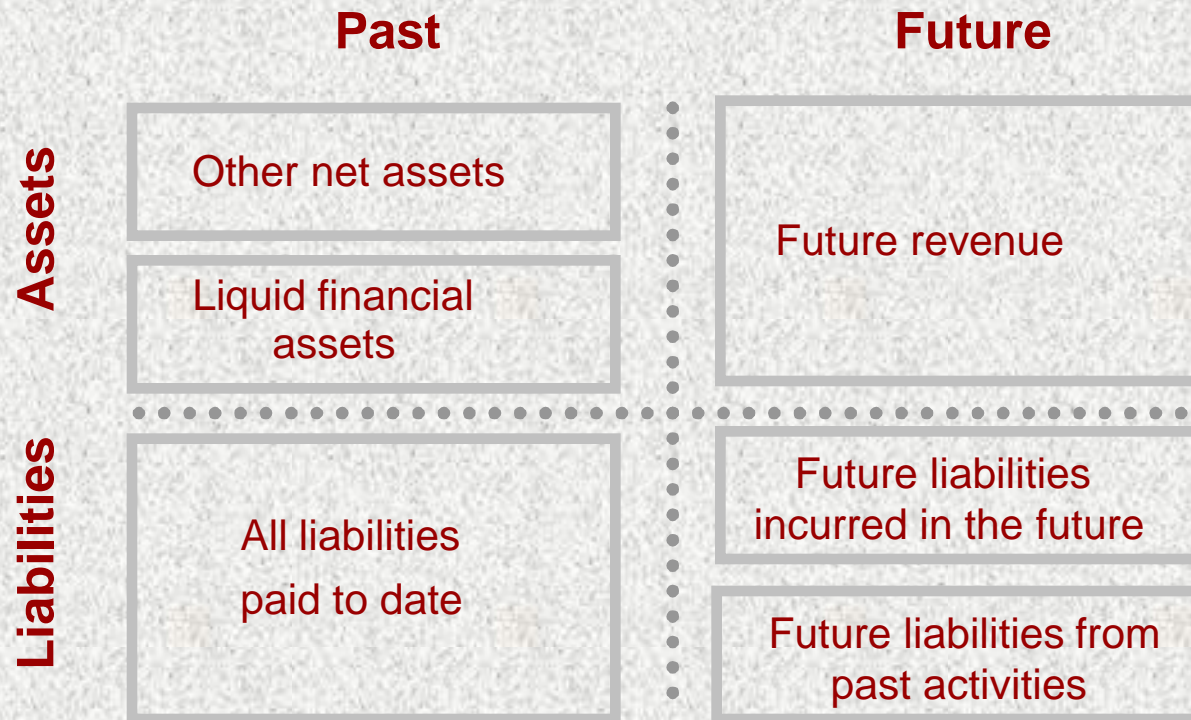 Past
Future
Assets
Other net assets
Liquid financial
assets
Future revenue
Liabilities
All liabilities
paid to date
Future liabilities
incurred in the future
Future liabilities from
past activities